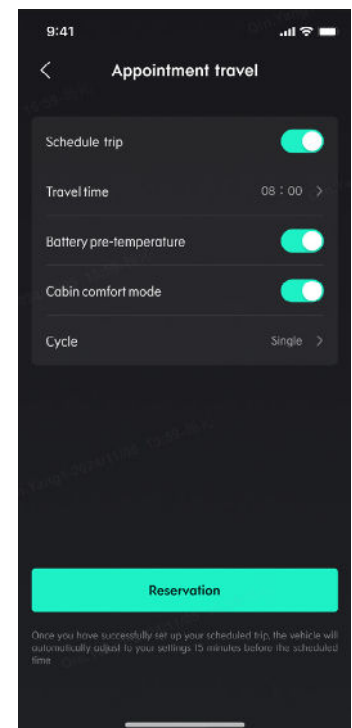 9:41
Appointment travel
Schedule trip
Travel time 08 : 00
Battery pre-temperature
Cabin comfort mode
Cycle Single
Reservation
Once you have successfully set up your scheduled trip, the vehicle will
automatically adjust to your settings 15 minutes before the scheduled
time